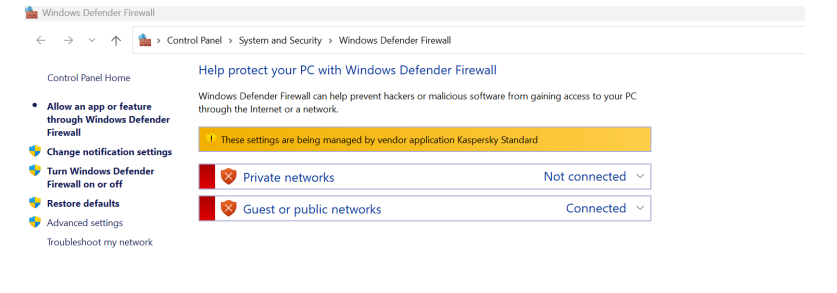 Windows Defender Firewall
Control Panel > System and Security > Windows Defender Firewall
Control Panel Home
Allow an app or feature
through Windows Defender
Firewall
Change notification settings
Turn Windows Defender
Firewall on or off
Restore defaults
Advanced settings
Troubleshoot my network
Help protect your PC with Windows Defender Firewall
Windows Defender Firewall can help prevent hackers or malicious software from gaining access to your PC
through the Internet or a network.
These settings are being managed by vendor application Kaspersky Standard
Private networks Not connected
Guest or public networks Connected